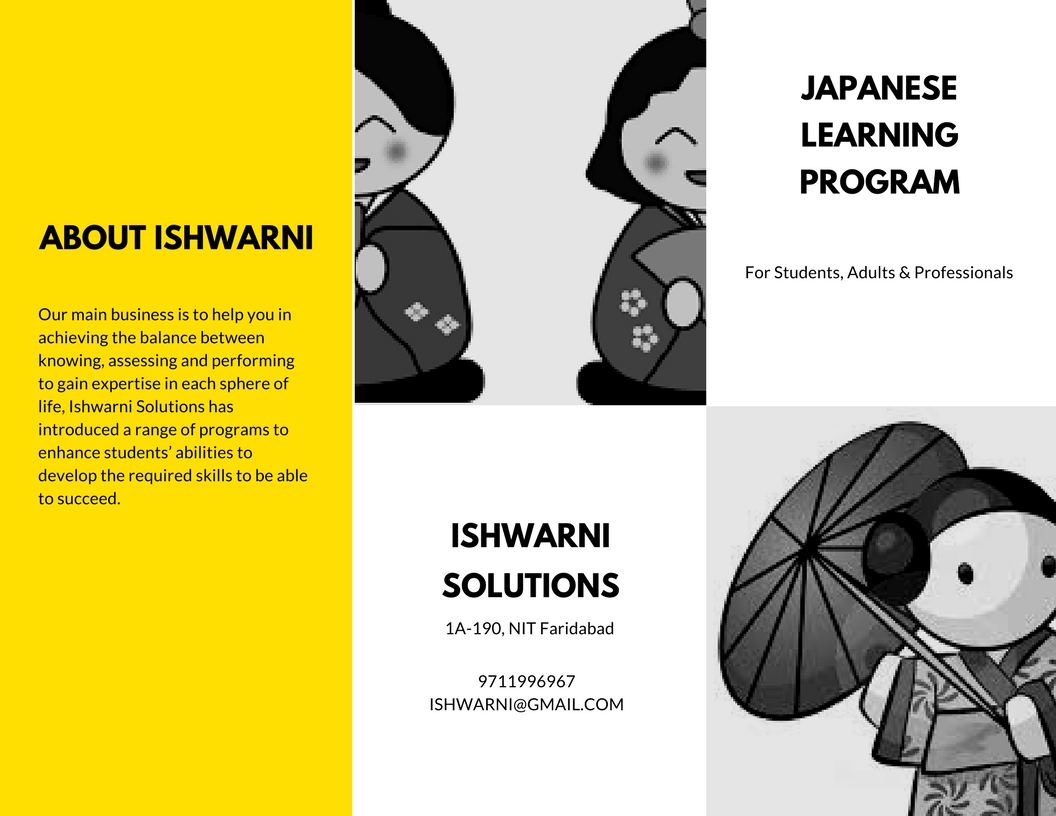 ABOUT ISHWARNI
Our main business is to help you in
achieving the balance between
knowing, assessing and performing
to gain expertise in each sphere of
life, Ishwarni Solutions has
introduced a range of programs to
enhance students’ abilities to
develop the required skills to be able
to succeed.
ISHWARNI
SOLUTIONS
1A-190, NIT Faridabad
9711996967
ISHWARNI@GMAIL.COM
JAPANESE
LEARNING
PROGRAM
For Students, Adults & Professionals